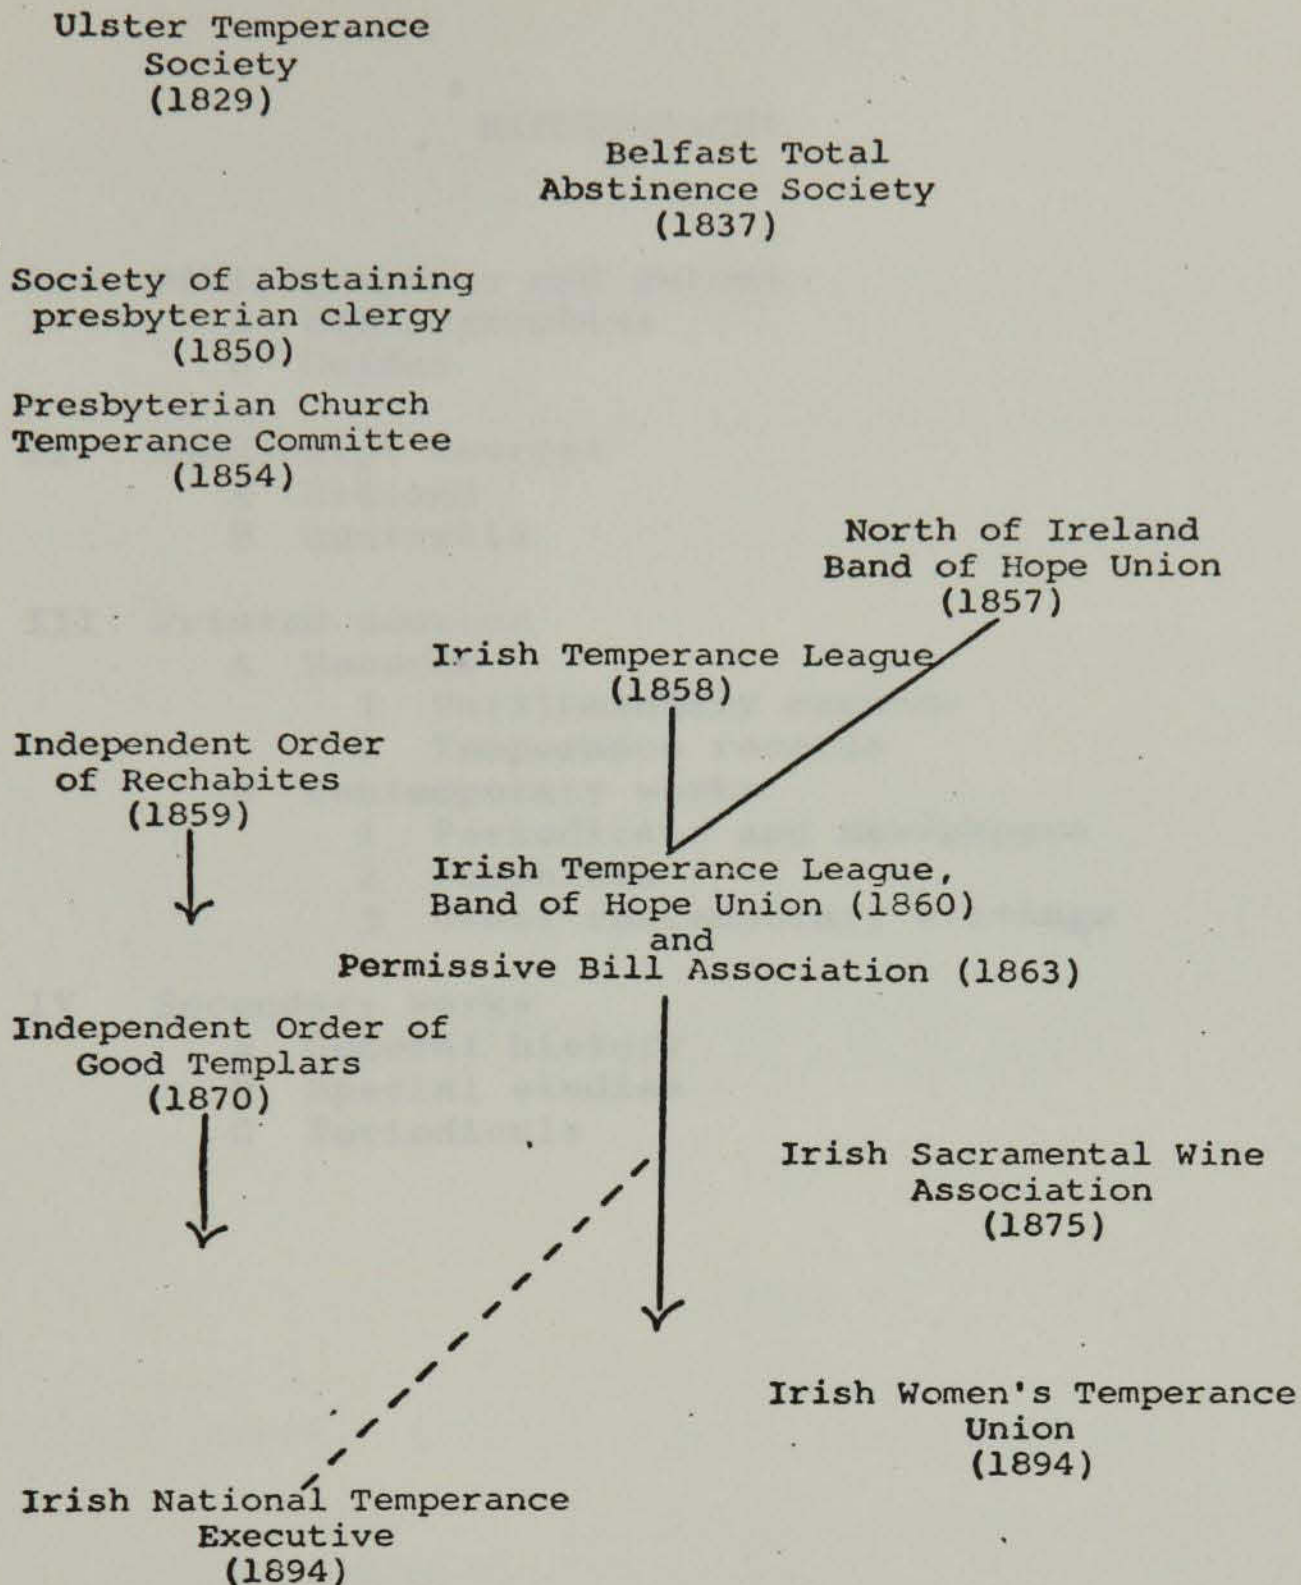 Ulster Temperance
Society
(1829)
Belfast Total
Abstinence Society
(1837)
Society of abstaining
presbyterian clergy
(1850)
Presbyterian Church
Temperance Committee
(1854)
North of Ireland
Band of Hope Union
(1857)
Irish Temperance League
(1858)
Independent Order
of Rechabites
(1859)
Irish Temperance League,
Band of Hope Union (1860)
and
Permissive Bill Association (1863)
Independent Order of
Good Templars
(1870)
Irish Sacramental Wine
Association
(1875)
Irish Women's Temperance
Union
(1894)
Irish National Temperance
Executive
(1894)